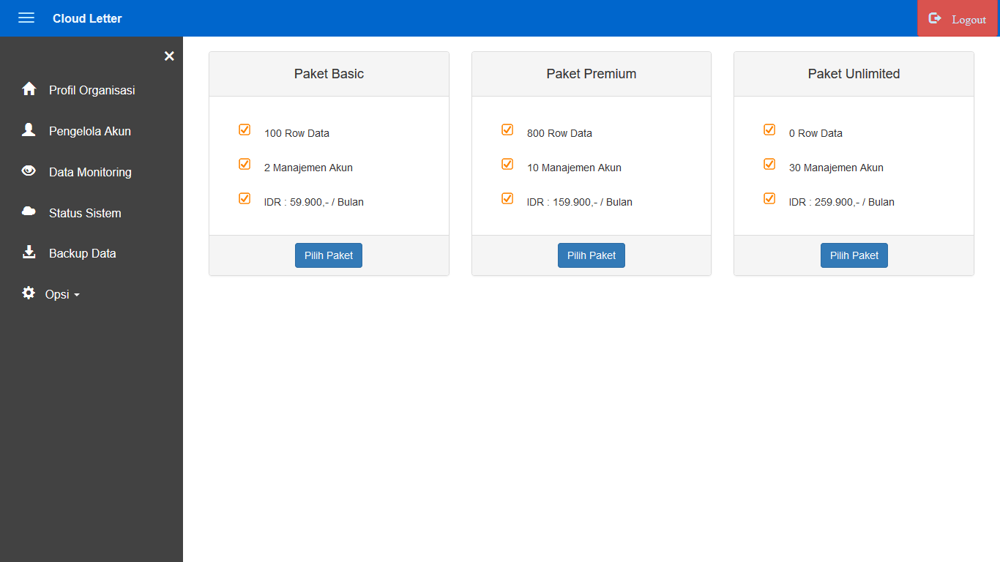 Cloud Letter
Logout
Profil Organisasi
Pengelola Akun
Data Monitoring
Status Sistem
Backup Data
Opsi
Paket Basic
100 Row Data
2 Manajemen Akun
IDR : 59.900,- / Bulan
Pilih Paket
Paket Premium
800 Row Data
10 Manajemen Akun
IDR : 159.900,- / Bulan
Pilih Paket
Paket Unlimited
0 Row Data
30 Manajemen Akun
IDR : 259.900,- / Bulan
Pilih Paket